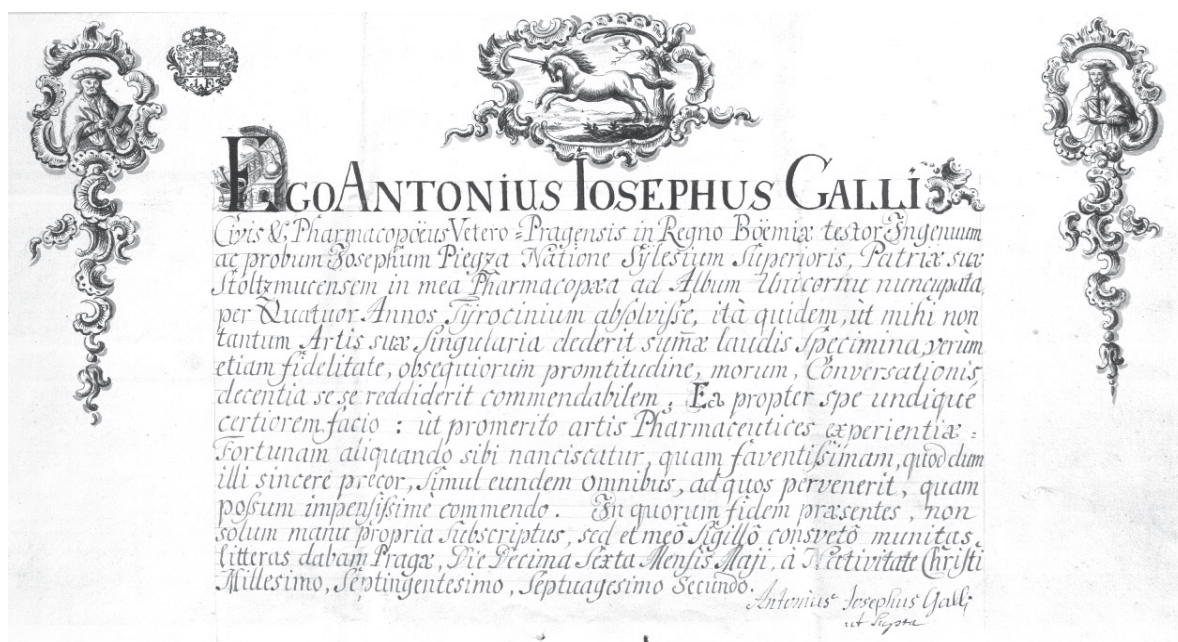 EGO ANTONIUS IOSEPHUS GALLI
Civis & Pharmacopœus Vetero=Pragensis in Regno Böemiæ testor Ingenuum
ac probum Josephum Piegza Natione Sylesium Superioris, Patriæ suæ
Stoltzmucensem in mea Pharmacopæa ad Album Unicornu nuncupata,
per Quatuor Annos Tyrocinium absolvisse, ità quidem, ùt mihi non
tantum Artis suæ singularia dederit sum̄æ laudis Specimina, verùm
etiam fidelitate, obsequiorum promtitudine, morum, Conversationis
decentia se se reddiderit commendabilem, Ea propter spe undiquè
certiorem facio : ùt promerito artis Pharmaceutices experientiæ =
Fortunam aliquando sibi nanciscatur, quam faventissimam, quod dum
illi sincerè precor, simul eundem omnibus, ad quos pervenerit, quam
possum impensissimè commendo. In quorum fidem præsentes, non
solùm manu propria subscriptus, sed et meô Sigillô consvetô munitas
litteras dabam Pragæ, Die Decima Sexta Mensis Maji, à Nativitate Christi
Millesimo, Septingentesimo, Septuagesimo Secundo.
Antonius Josephus Galli
ut supra